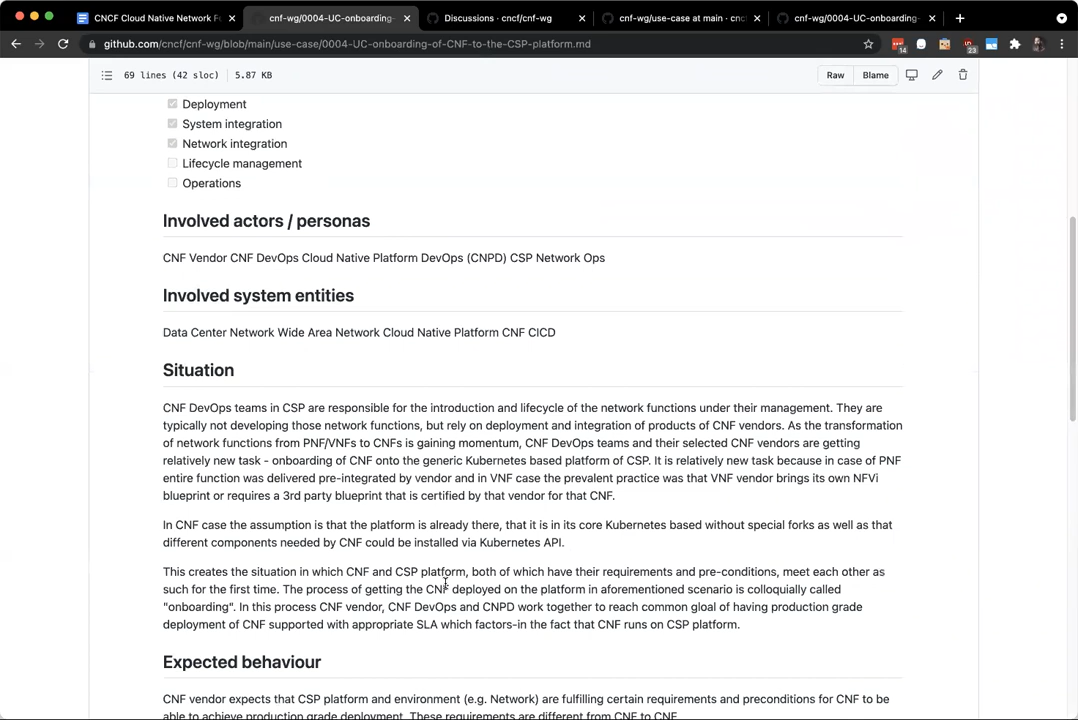 CNCF Cloud Native Network F
cnf-wg/0004-UC-onboarding-
Discussions · cncf/cnf-wg
cnf-wg/use-case at main · cnc
cnf-wg/0004-UC-onboarding-
github.com/cncf/cnf-wg/blob/main/use-case/0004-UC-onboarding-of-CNF-to-the-CSP-platform.md
14
23
69 lines (42 sloc) 5.87 KB
Raw Blame
Deployment
System integration
Network integration
Lifecycle management
Operations
Involved actors / personas
CNF Vendor CNF DevOps Cloud Native Platform DevOps (CNPD) CSP Network Ops
Involved system entities
Data Center Network Wide Area Network Cloud Native Platform CNF CICD
Situation
CNF DevOps teams in CSP are responsible for the introduction and lifecycle of the network functions under their management. They are
typically not developing those network functions, but rely on deployment and integration of products of CNF vendors. As the transformation
of network functions from PNF/VNFs to CNFs is gaining momentum, CNF DevOps teams and their selected CNF vendors are getting
relatively new task - onboarding of CNF onto the generic Kubernetes based platform of CSP. It is relatively new task because in case of PNF
entire function was delivered pre-integrated by vendor and in VNF case the prevalent practice was that VNF vendor brings its own NFVi
blueprint or requires a 3rd party blueprint that is certified by that vendor for that CNF.
In CNF case the assumption is that the platform is already there, that it is in its core Kubernetes based without special forks as well as that
different components needed by CNF could be installed via Kubernetes API.
This creates the situation in which CNF and CSP platform, both of which have their requirements and pre-conditions, meet each other as
such for the first time. The process of getting the CNF deployed on the platform in aforementioned scenario is colloquially called
"onboarding". In this process CNF vendor, CNF DevOps and CNPD work together to reach common gloal of having production grade
deployment of CNF supported with appropriate SLA which factors-in the fact that CNF runs on CSP platform.
Expected behaviour
CNF vendor expects that CSP platform and environment (e.g. Network) are fulfilling certain requirements and preconditions for CNF to be
able to achieve production grade deployment. These requirements are different from CNF to CNF.